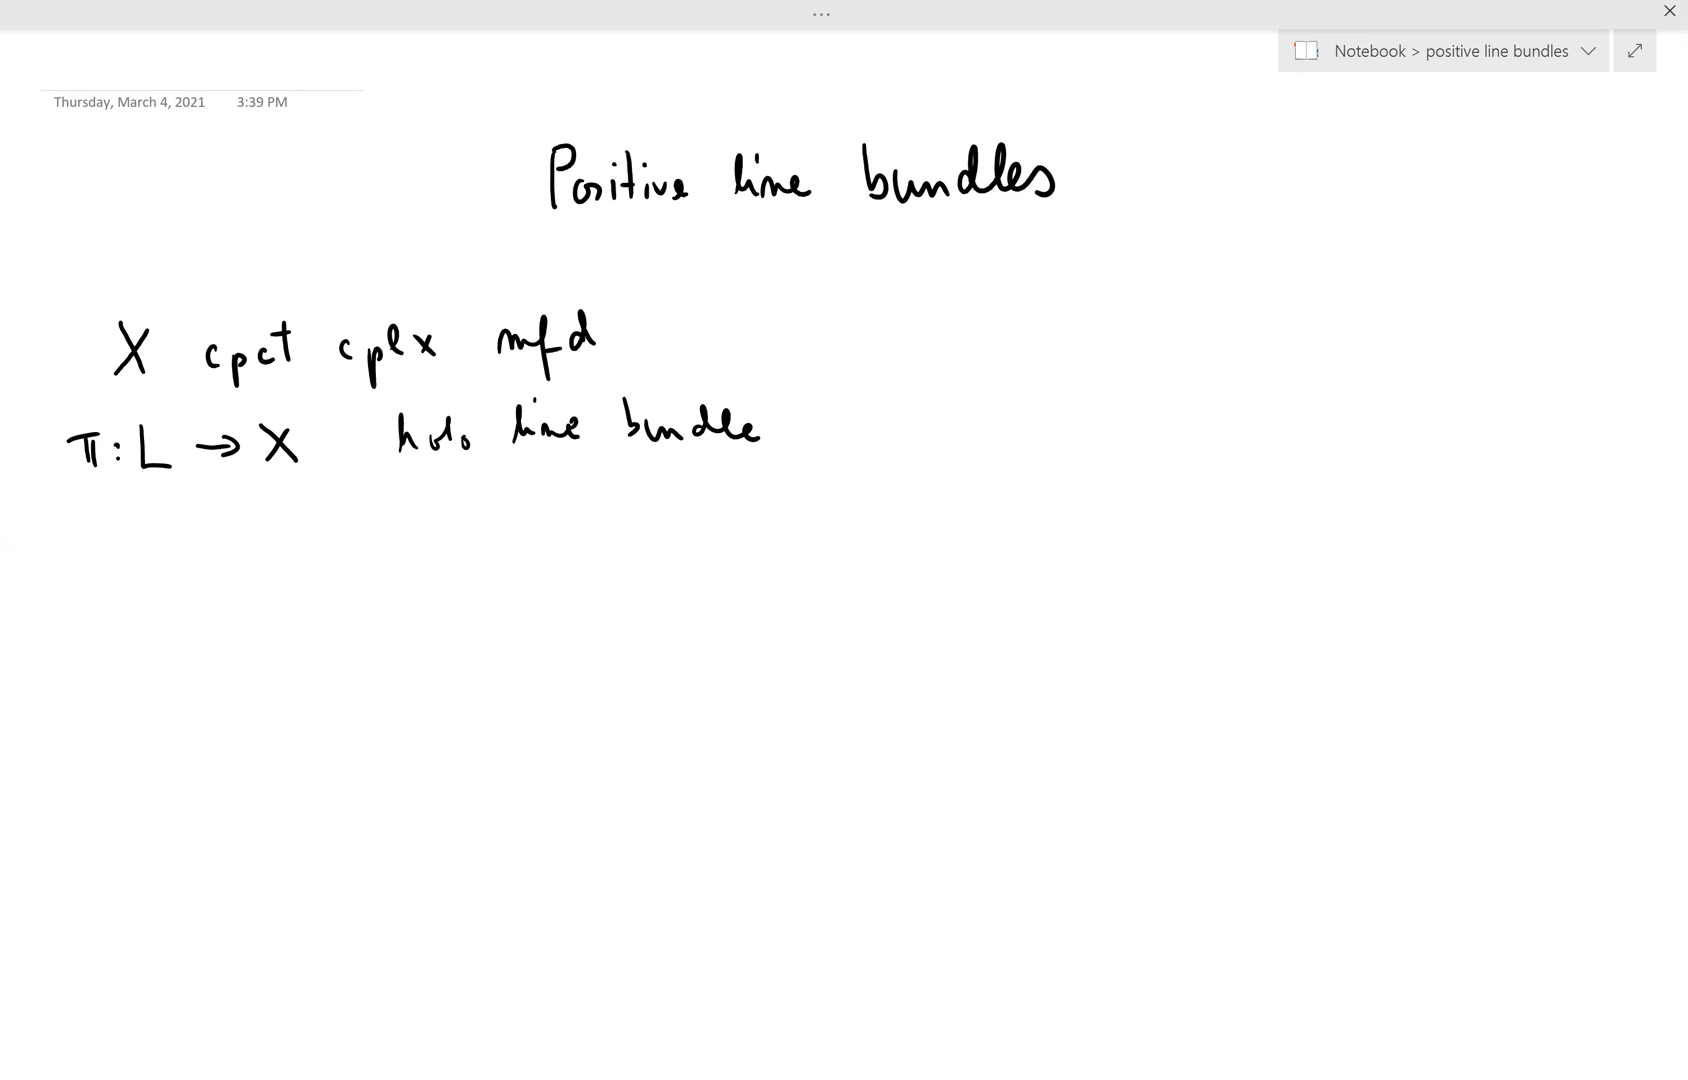 ...
Notebook > positive line bundles
Thursday, March 4, 2021 3:39 PM
Positive line bundles
X cpct cplx mfd
π: L → X holo line bundle